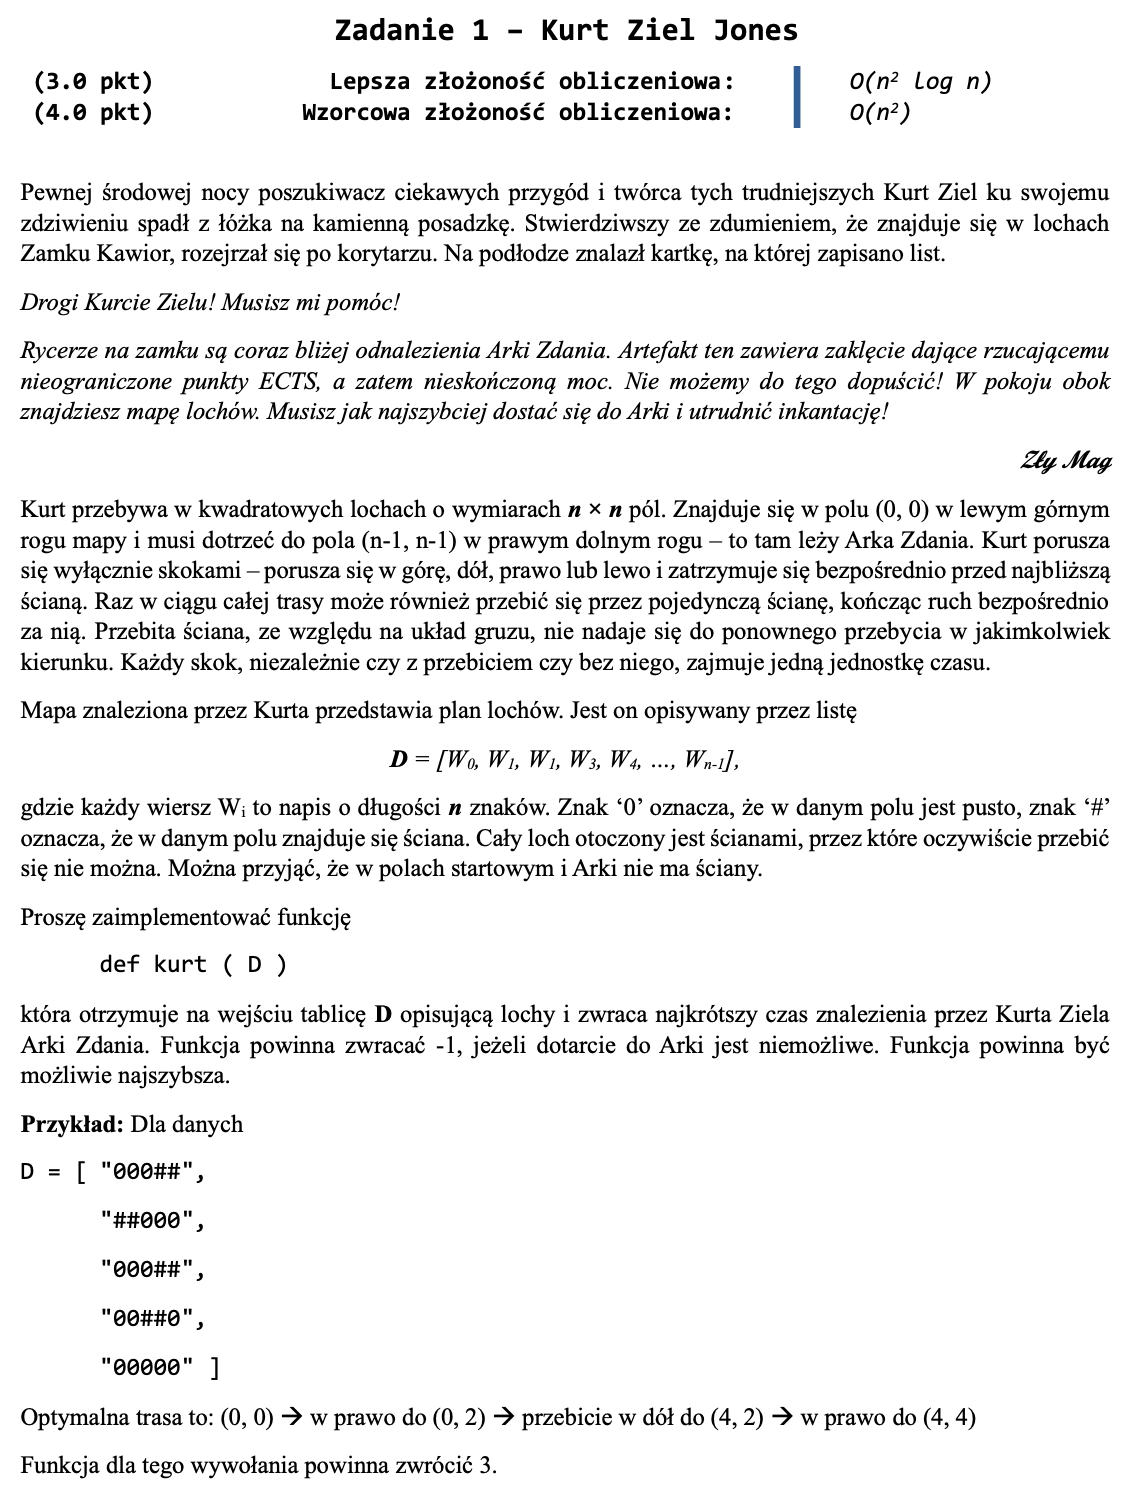 Zadanie 1 – Kurt Ziel Jones
(3.0 pkt) Lepsza złożoność obliczeniowa: O(n² log n)
(4.0 pkt) Wzorcowa złożoność obliczeniowa: O(n²)
Pewnej środowej nocy poszukiwacz ciekawych przygód i twórca tych trudniejszych Kurt Ziel ku swojemu
zdziwieniu spadł z łóżka na kamienną posadzkę. Stwierdziwszy ze zdumieniem, że znajduje się w lochach
Zamku Kawior, rozejrzał się po korytarzu. Na podłodze znalazł kartkę, na której zapisano list.
Drogi Kurcie Zielu! Musisz mi pomóc!
Rycerze na zamku są coraz bliżej odnalezienia Arki Zdania. Artefakt ten zawiera zaklęcie dające rzucającemu
nieograniczone punkty ECTS, a zatem nieskończoną moc. Nie możemy do tego dopuścić! W pokoju obok
znajdziesz mapę lochów. Musisz jak najszybciej dostać się do Arki i utrudnić inkantację!
Zły Mag
Kurt przebywa w kwadratowych lochach o wymiarach n × n pól. Znajduje się w polu (0, 0) w lewym górnym
rogu mapy i musi dotrzeć do pola (n-1, n-1) w prawym dolnym rogu – to tam leży Arka Zdania. Kurt porusza
się wyłącznie skokami – porusza się w górę, dół, prawo lub lewo i zatrzymuje się bezpośrednio przed najbliższą
ścianą. Raz w ciągu całej trasy może również przebić się przez pojedynczą ścianę, kończąc ruch bezpośrednio
za nią. Przebita ściana, ze względu na układ gruzu, nie nadaje się do ponownego przebycia w jakimkolwiek
kierunku. Każdy skok, niezależnie czy z przebiciem czy bez niego, zajmuje jedną jednostkę czasu.
Mapa znaleziona przez Kurta przedstawia plan lochów. Jest on opisywany przez listę
D = [W₀, W₁, W₁, W₃, W₄, ..., Wₙ₋₁],
gdzie każdy wiersz Wᵢ to napis o długości n znaków. Znak ‘0’ oznacza, że w danym polu jest pusto, znak ‘#’
oznacza, że w danym polu znajduje się ściana. Cały loch otoczony jest ścianami, przez które oczywiście przebić
się nie można. Można przyjąć, że w polach startowym i Arki nie ma ściany.
Proszę zaimplementować funkcję
def kurt ( D )
która otrzymuje na wejściu tablicę D opisującą lochy i zwraca najkrótszy czas znalezienia przez Kurta Ziela
Arki Zdania. Funkcja powinna zwracać -1, jeżeli dotarcie do Arki jest niemożliwe. Funkcja powinna być
możliwie najszybsza.
Przykład: Dla danych
D = [ "000##",
"##000",
"000##",
"00##0",
"00000" ]
Optymalna trasa to: (0, 0) → w prawo do (0, 2) → przebicie w dół do (4, 2) → w prawo do (4, 4)
Funkcja dla tego wywołania powinna zwrócić 3.